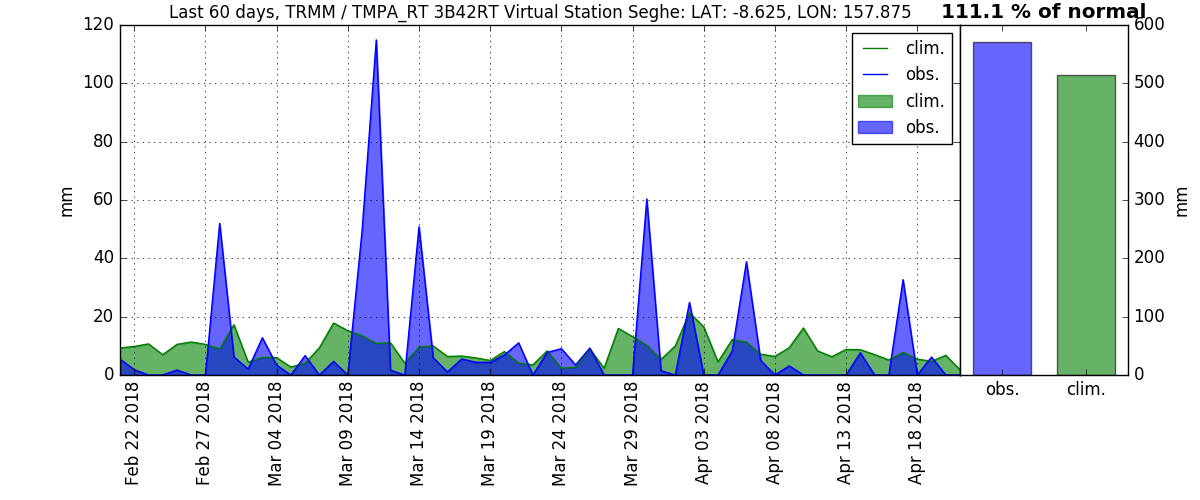 Last 60 days, TRMM / TMPA_RT 3B42RT Virtual Station Seghe: LAT: -8.625, LON: 157.875
111.1 % of normal
120
100
80
60
40
20
0
mm
clim.
obs.
clim.
obs.
600
500
400
300
200
100
0
mm
Feb 22 2018
Feb 27 2018
Mar 04 2018
Mar 09 2018
Mar 14 2018
Mar 19 2018
Mar 24 2018
Mar 29 2018
Apr 03 2018
Apr 08 2018
Apr 13 2018
Apr 18 2018
obs.
clim.